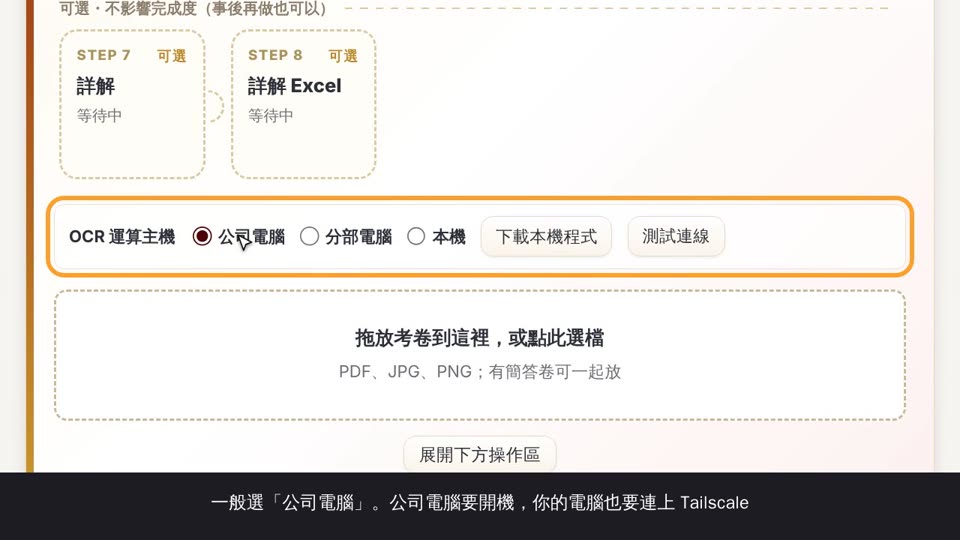 可選・不影響完成度（事後再做也可以）
STEP 7 可選
詳解
等待中
STEP 8 可選
詳解 Excel
等待中
OCR 運算主機 公司電腦 分部電腦 本機 下載本機程式 測試連線
拖放考卷到這裡，或點此選檔
PDF、JPG、PNG；有簡答卷可一起放
展開下方操作區
一般選「公司電腦」。公司電腦要開機，你的電腦也要連上 Tailscale